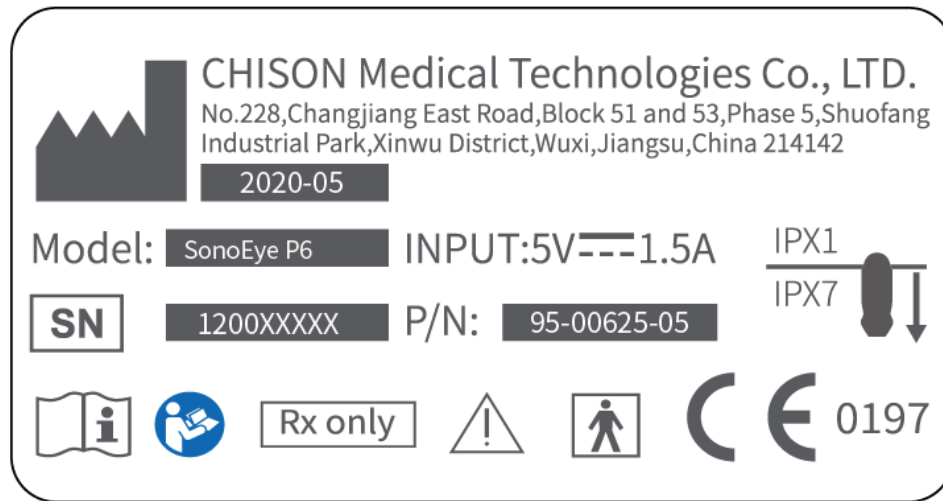 CHISON Medical Technologies Co., LTD.
No.228,Changjiang East Road,Block 51 and 53,Phase 5,Shuofang
Industrial Park,Xinwu District,Wuxi,Jiangsu,China 214142
2020-05
Model: SonoEye P6 INPUT:5V⎓1.5A
IPX1
IPX7
SN 1200XXXXX P/N: 95-00625-05
i Rx only ! CE 0197